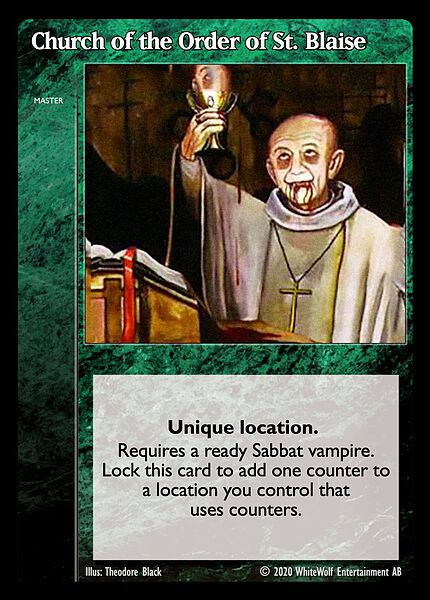 Church of the Order of St. Blaise
MASTER
Unique location.
Requires a ready Sabbat vampire.
Lock this card to add one counter to
a location you control that
uses counters.
Illus: Theodore Black
© 2020 WhiteWolf Entertainment AB